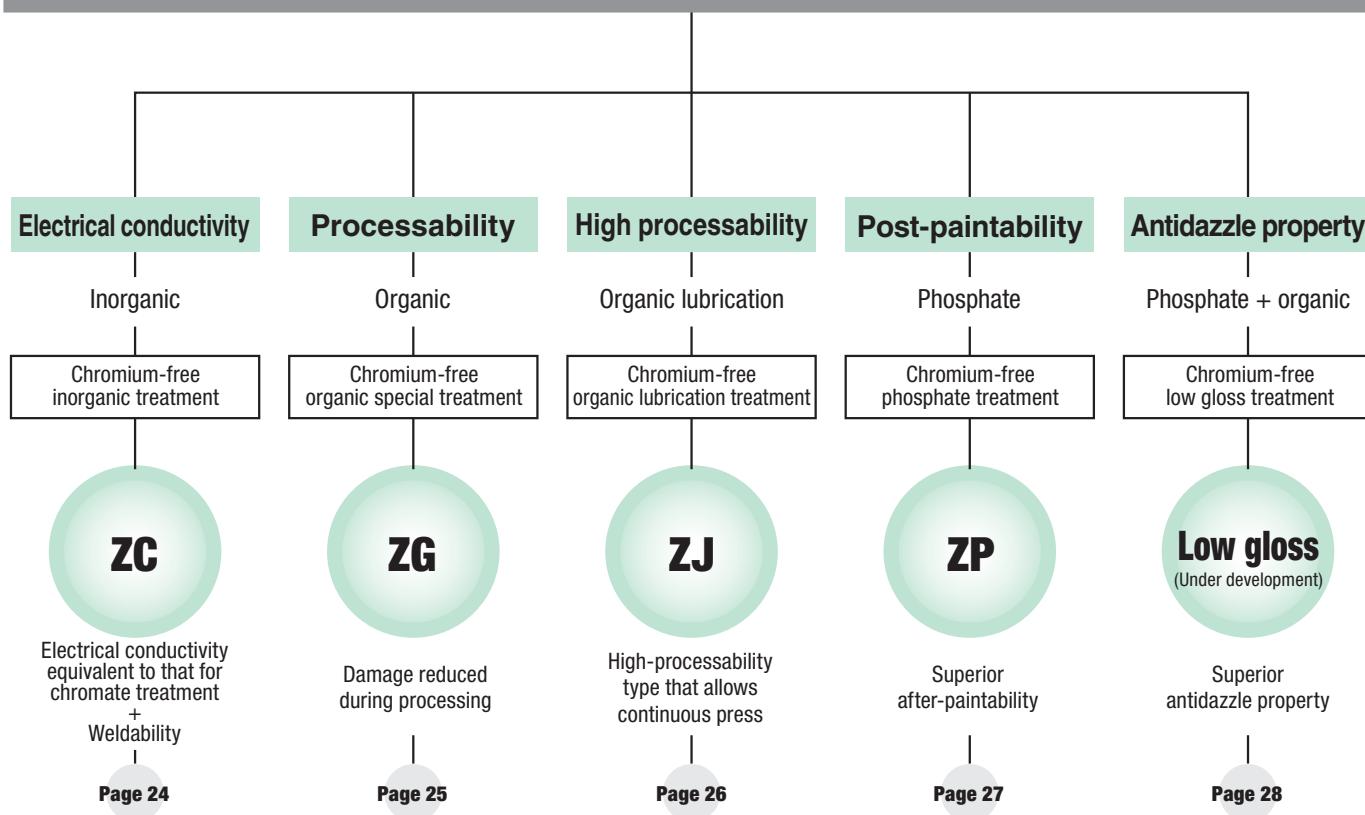 Electrical conductivity
Inorganic
Chromium-free
inorganic treatment
ZC
Electrical conductivity
equivalent to that for
chromate treatment
+
Weldability
Page 24
Processability
Organic
Chromium-free
organic special treatment
ZG
Damage reduced
during processing
Page 25
High processability
Organic lubrication
Chromium-free
organic lubrication treatment
ZJ
High-processability
type that allows
continuous press
Page 26
Post-paintability
Phosphate
Chromium-free
phosphate treatment
ZP
Superior
after-paintability
Page 27
Antidazzle property
Phosphate + organic
Chromium-free
low gloss treatment
Low gloss
(Under development)
Superior
antidazzle property
Page 28